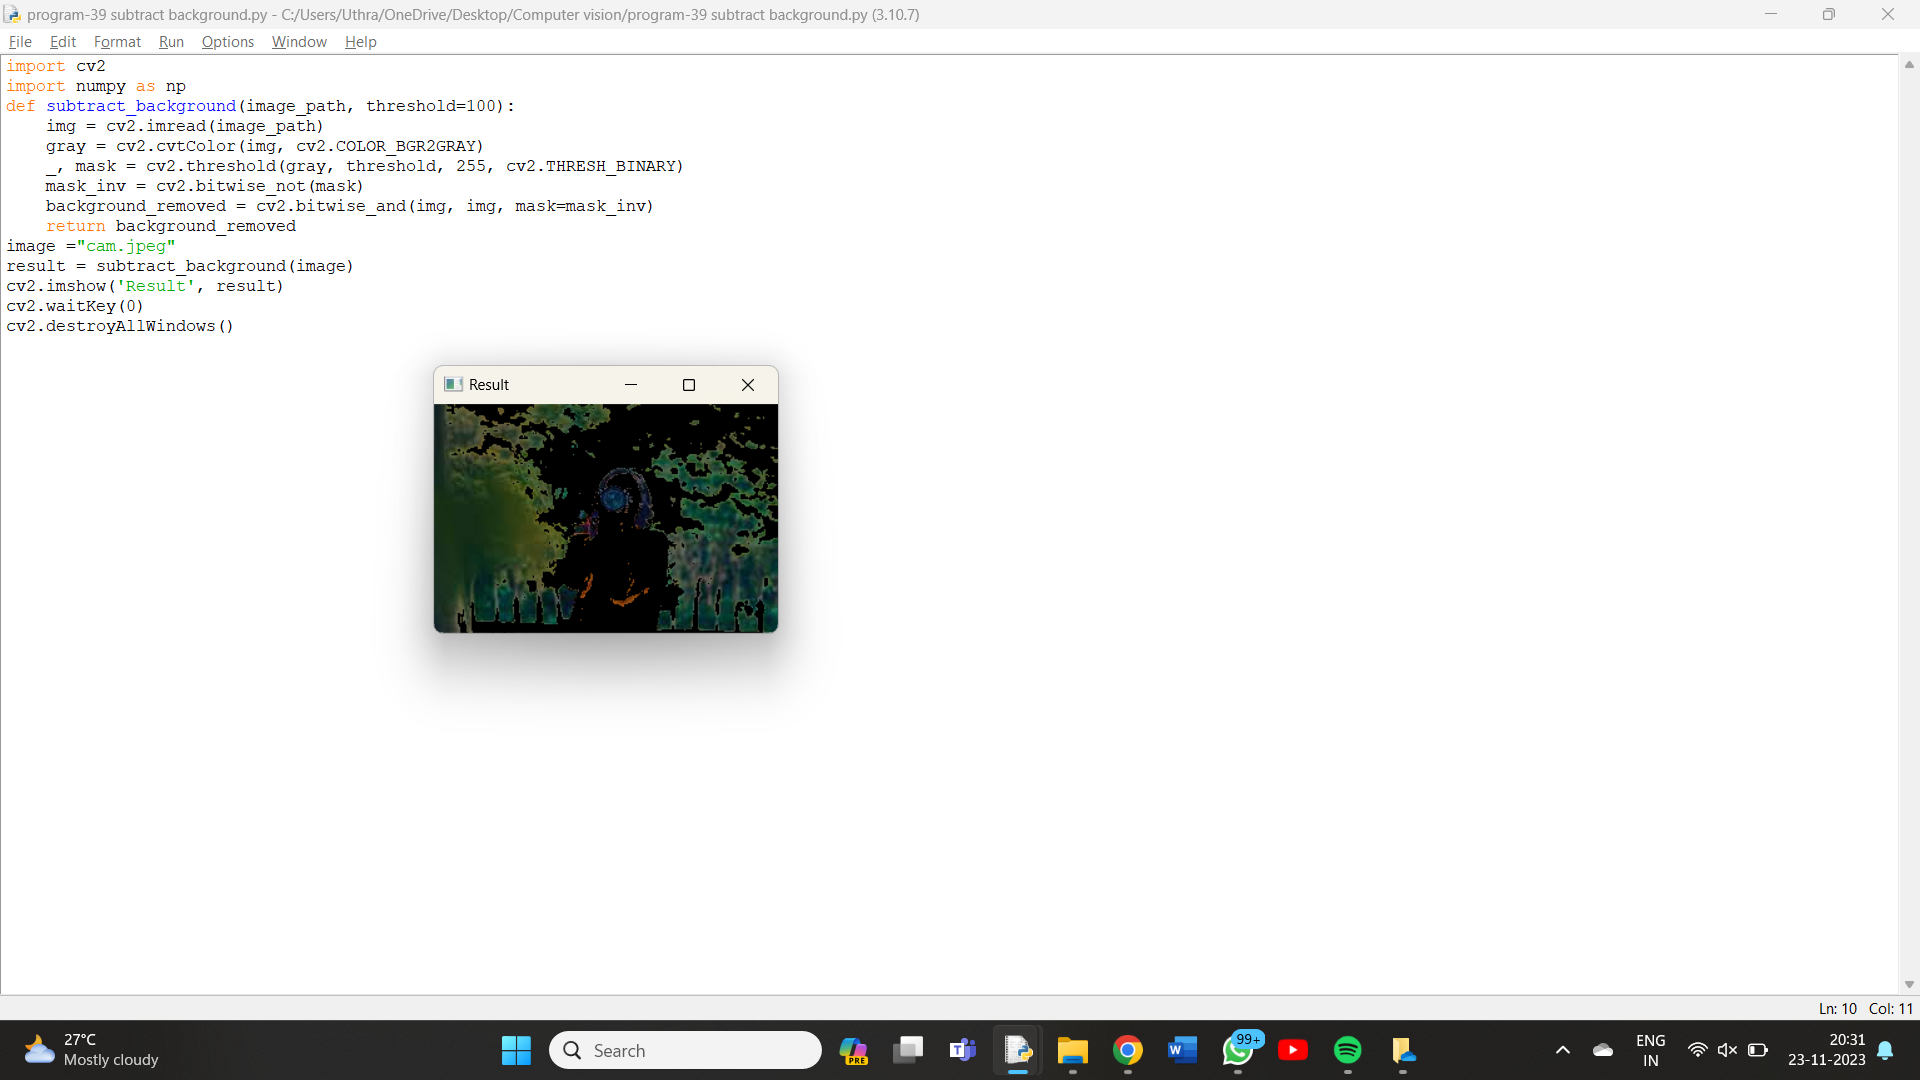 program-39 subtract background.py - C:/Users/Uthra/OneDrive/Desktop/Computer vision/program-39 subtract background.py (3.10.7)
File Edit Format Run Options Window Help
import cv2
import numpy as np
def subtract_background(image_path, threshold=100):
    img = cv2.imread(image_path)
    gray = cv2.cvtColor(img, cv2.COLOR_BGR2GRAY)
    _, mask = cv2.threshold(gray, threshold, 255, cv2.THRESH_BINARY)
    mask_inv = cv2.bitwise_not(mask)
    background_removed = cv2.bitwise_and(img, img, mask=mask_inv)
    return background_removed
image ="cam.jpeg"
result = subtract_background(image)
cv2.imshow('Result', result)
cv2.waitKey(0)
cv2.destroyAllWindows()
Result
Ln: 10 Col: 11
27°C
Mostly cloudy
Search
PRE
99+
ENG
IN
20:31
23-11-2023